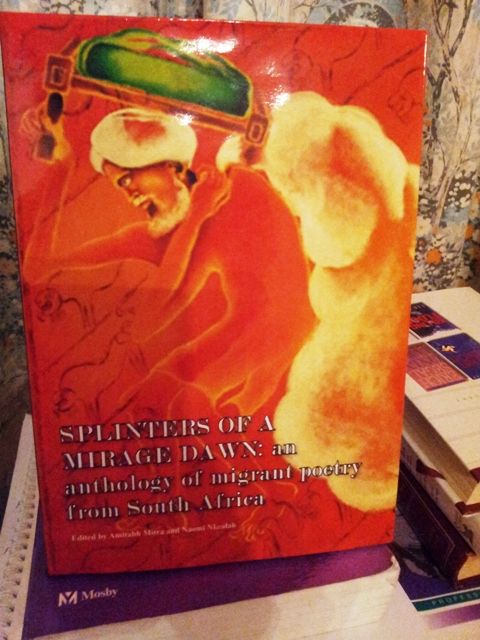 SPLINTERS OF A
MIRAGE DAWN: an
anthology of migrant poetry
from South Africa
Edited by Amitabh Mitra and Naomi Nkealah
Mosby
PROFES